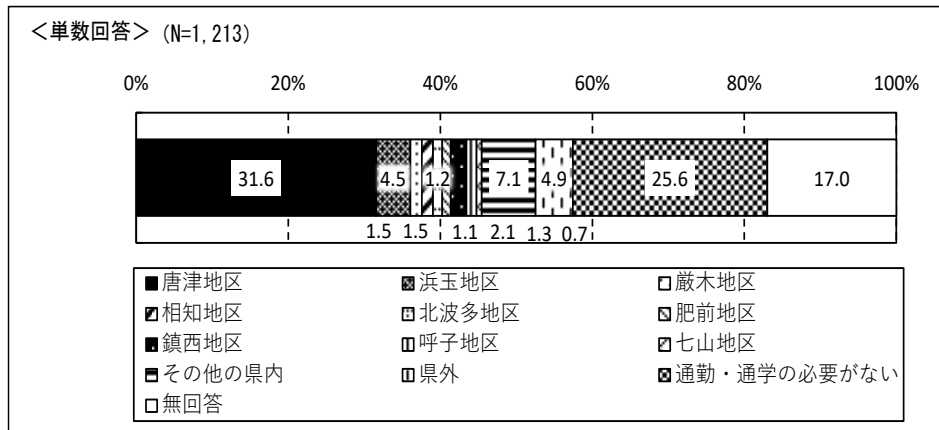 ＜単数回答＞ (N=1,213)
0% 20% 40% 60% 80% 100%
31.6 4.5 1.2 7.1 4.9 25.6 17.0
1.5 1.5 1.1 2.1 1.3 0.7
唐津地区 浜玉地区 厳木地区
相知地区 北波多地区 肥前地区
鎮西地区 呼子地区 七山地区
その他の県内 県外 通勤・通学の必要がない
無回答